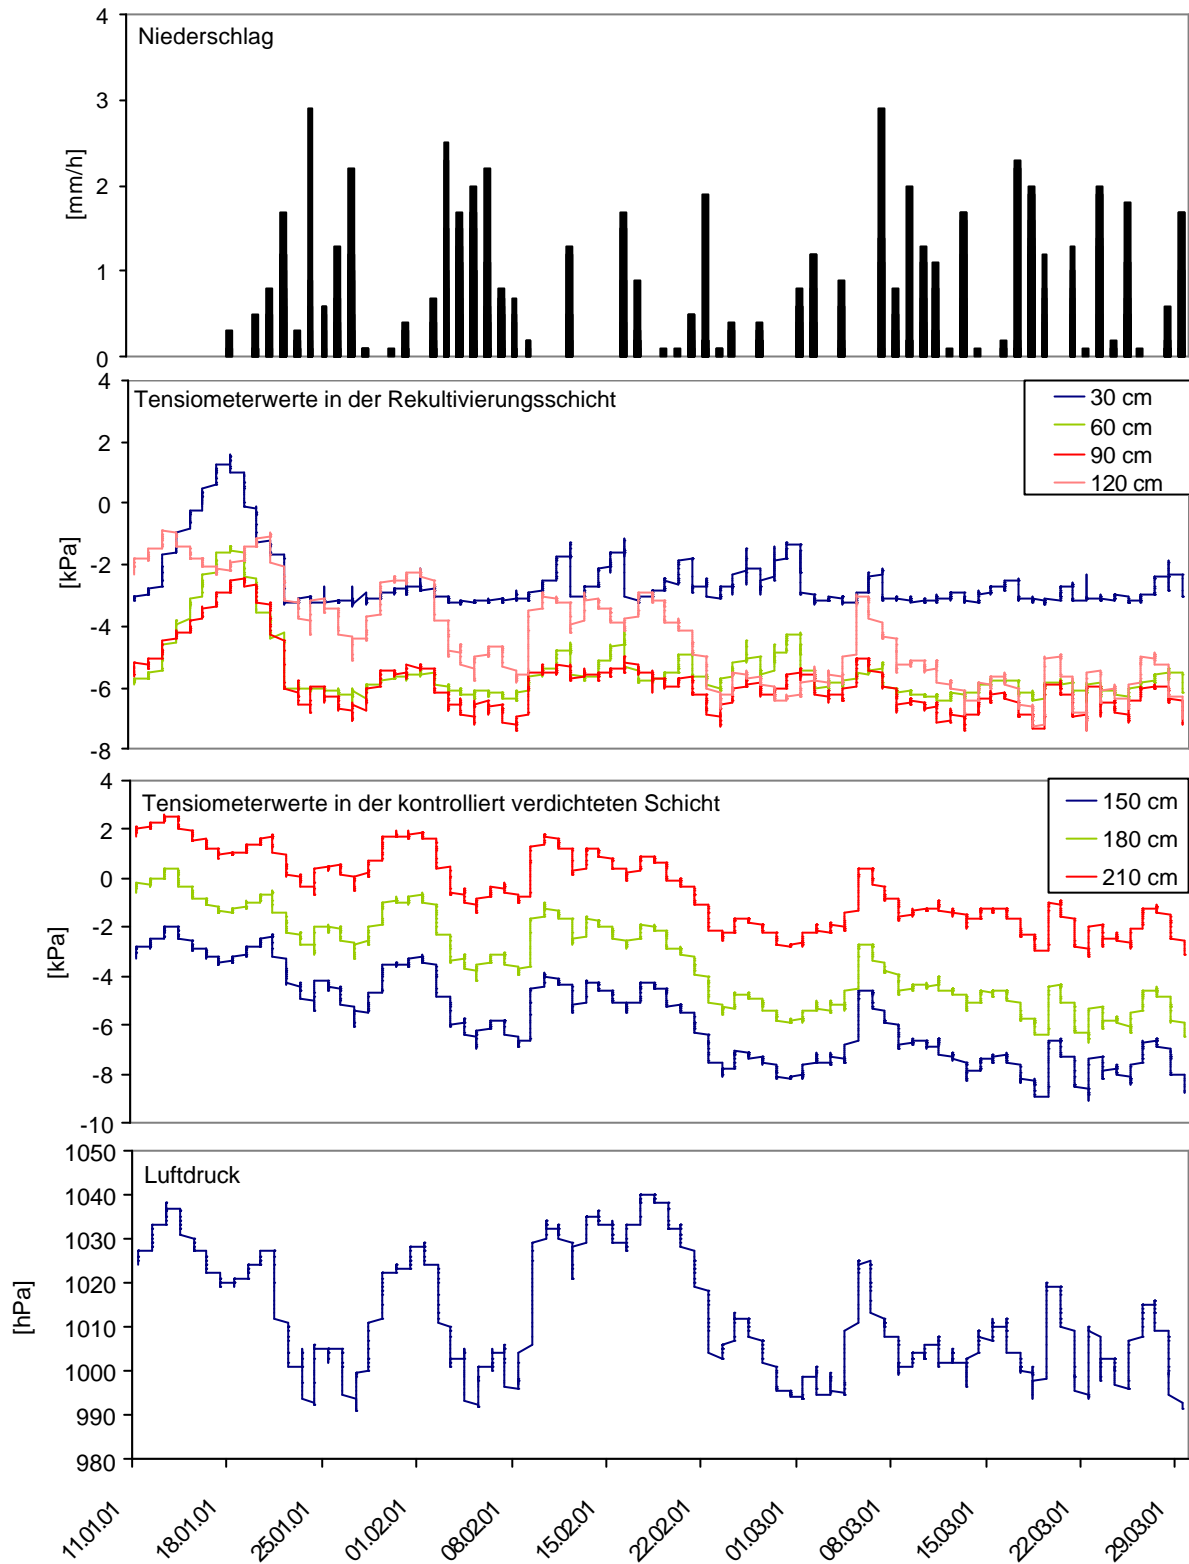 4
Niederschlag
3
2
1
0
[mm/h]
4
Tensiometerwerte in der Rekultivierungsschicht
30 cm
60 cm
90 cm
120 cm
2
0
-2
-4
-6
-8
[kPa]
4
Tensiometerwerte in der kontrolliert verdichteten Schicht
150 cm
180 cm
210 cm
2
0
-2
-4
-6
-8
-10
[kPa]
1050
Luftdruck
1040
1030
1020
1010
1000
990
980
[hPa]
11.01.01
18.01.01
25.01.01
01.02.01
08.02.01
15.02.01
22.02.01
01.03.01
08.03.01
15.03.01
22.03.01
29.03.01